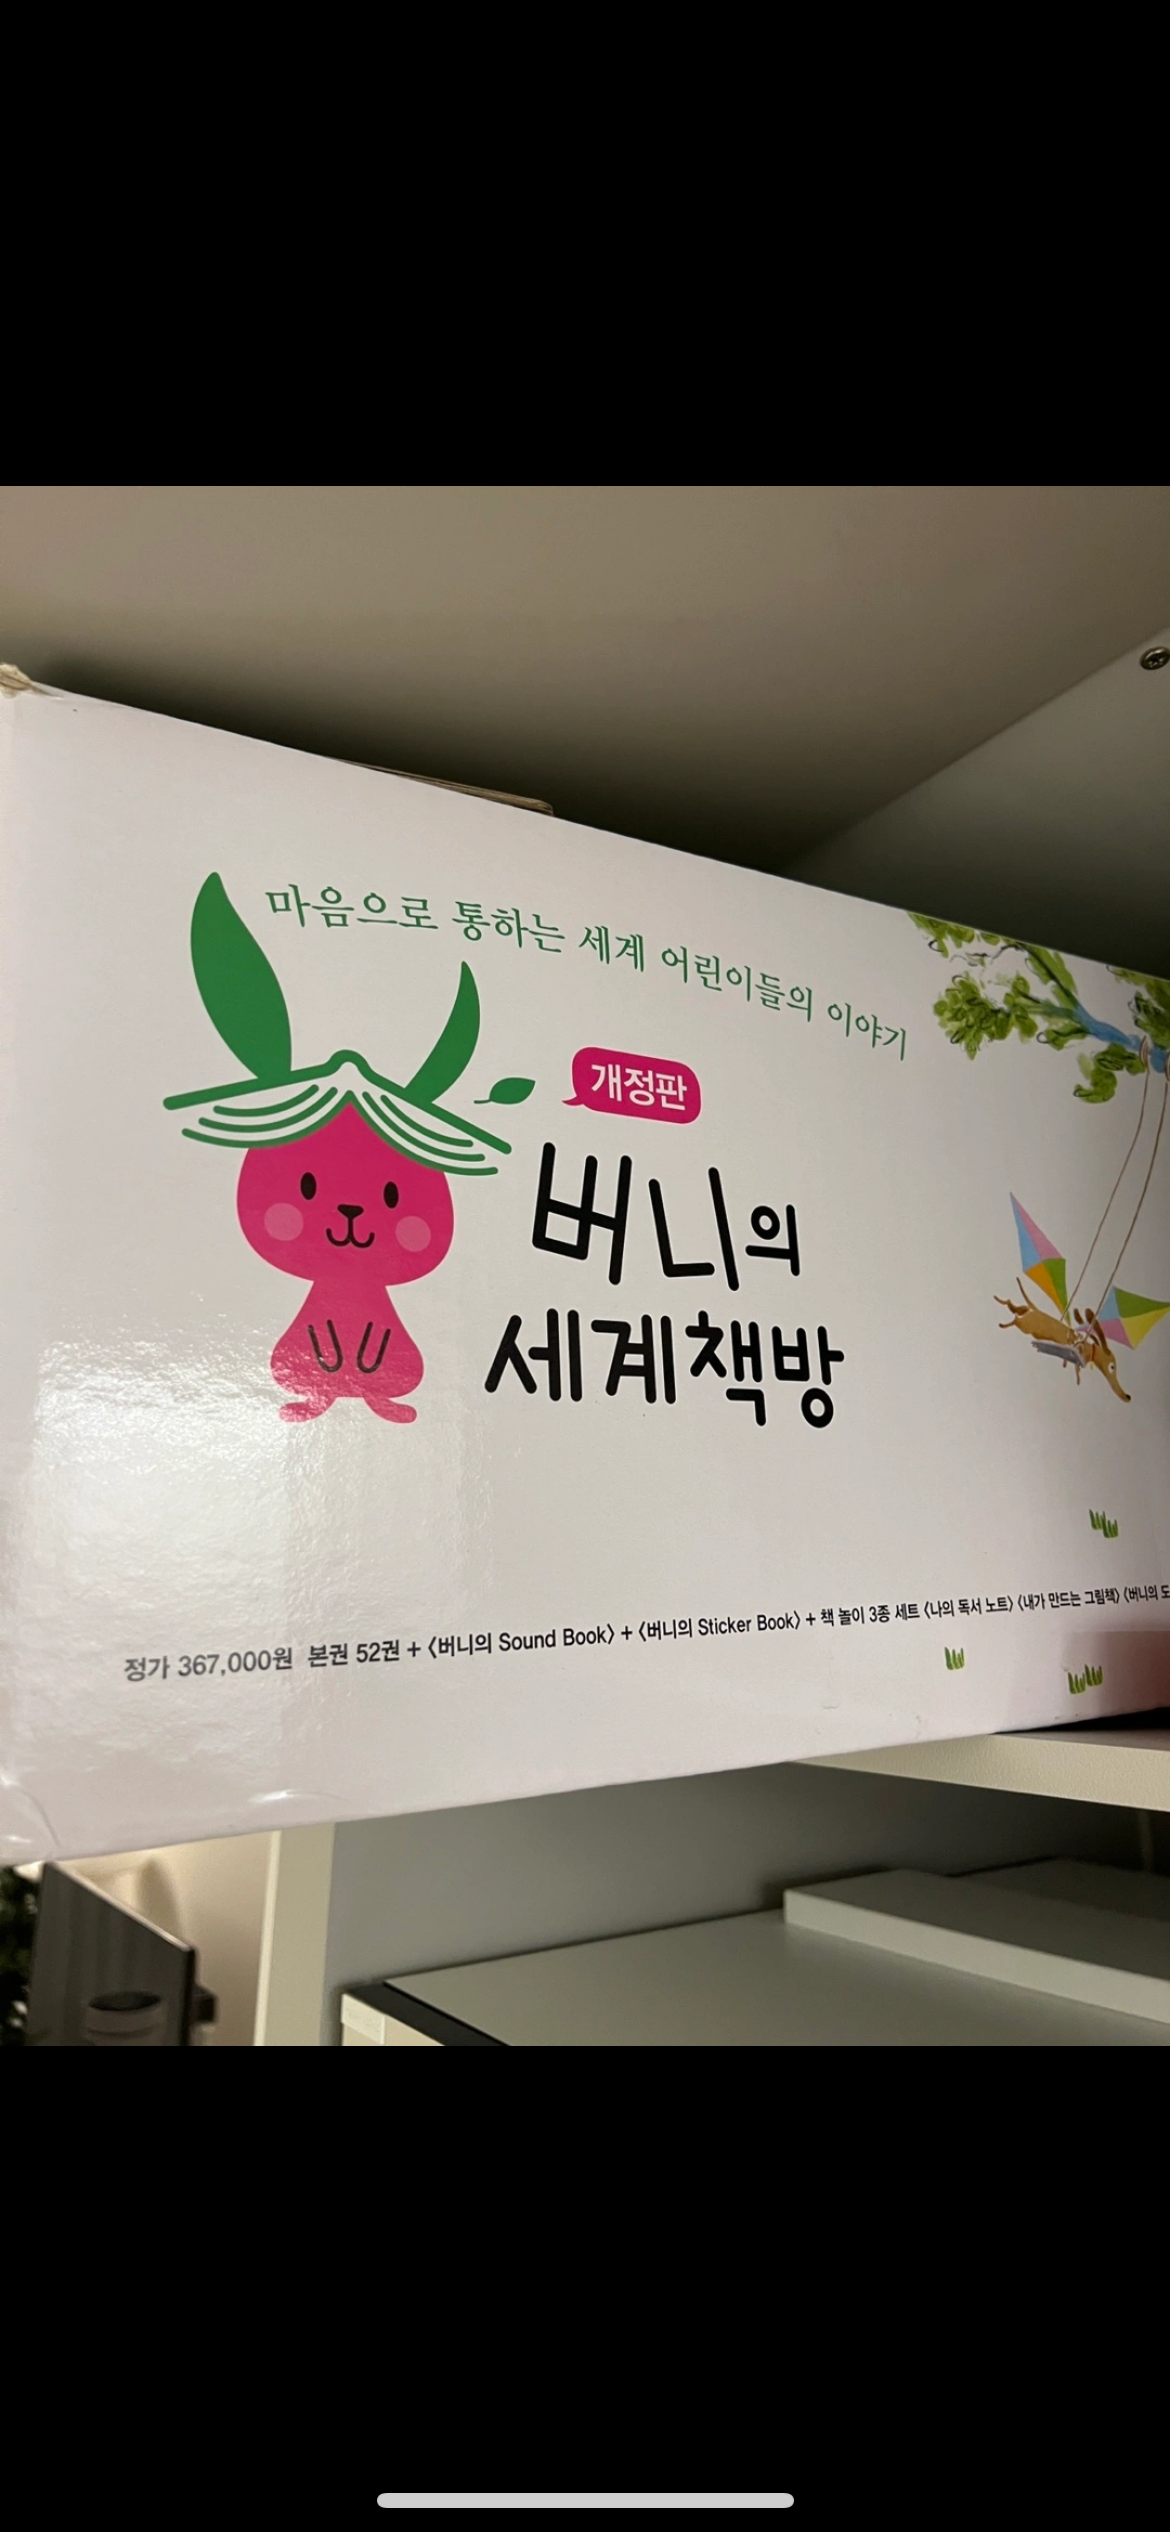 마음으로 통하는 세계 어린이들의 이야기
개정판
버니의
세계책방
정가 367,000원 본권 52권 + 〈버니의 Sound Book〉 + 〈버니의 Sticker Book〉 + 책 놀이 3종 세트 〈나의 독서 노트〉 〈내가 만드는 그림책〉 〈버니의